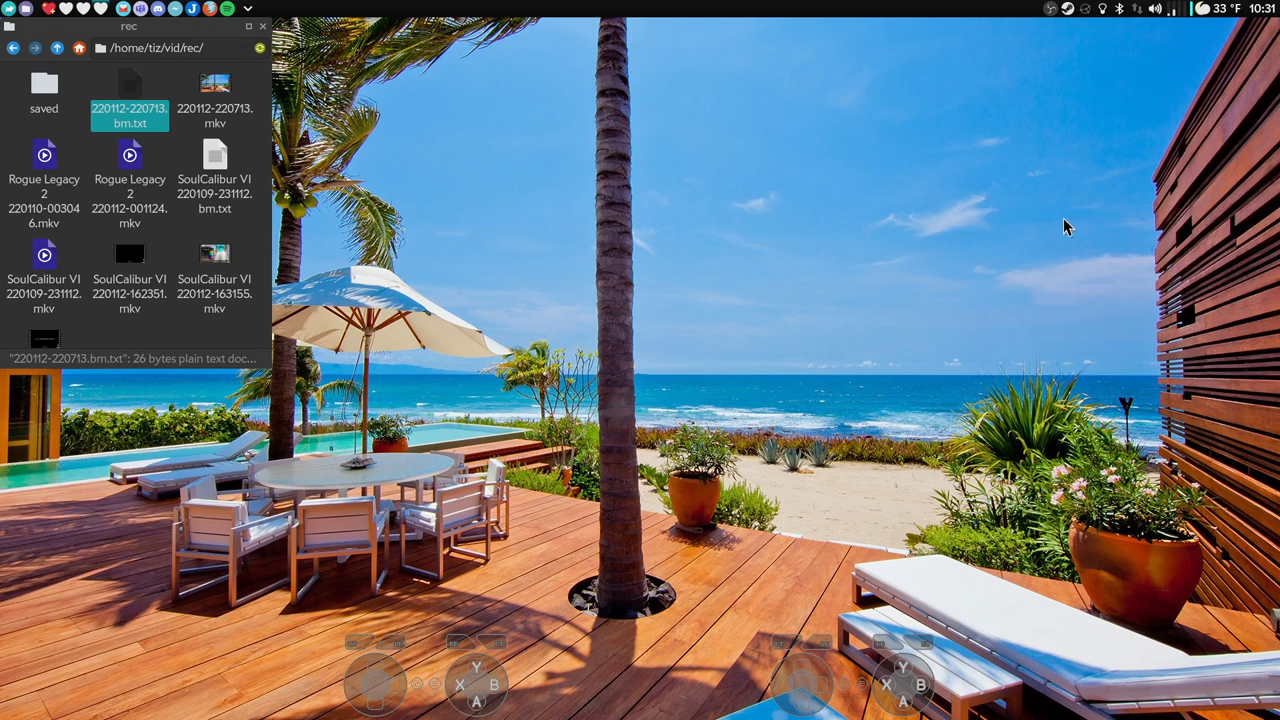 33 °F 10:31
rec
/home/tiz/vid/rec/
saved
220112-220713.
bm.txt
220112-220713.
mkv
Rogue Legacy
2
220110-00304
6.mkv
Rogue Legacy
2
220112-001124.
mkv
SoulCalibur VI
220109-231112.
bm.txt
SoulCalibur VI
220109-231112.
mkv
SoulCalibur VI
220112-162351.
mkv
SoulCalibur VI
220112-163155.
mkv
"220112-220713.bm.txt": 26 bytes plain text doc...
Y
X B
A
Y
X B
A